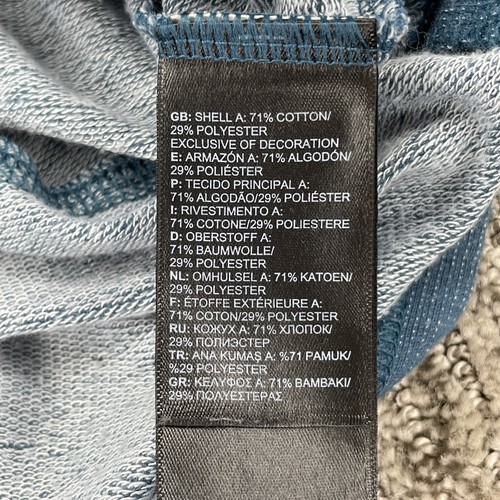 GB: SHELL A: 71% COTTON/
29% POLYESTER
EXCLUSIVE OF DECORATION
E: ARMAZÓN A: 71% ALGODÓN/
29% POLIÉSTER
P: TECIDO PRINCIPAL A:
71% ALGODÃO/29% POLIÉSTER
I: RIVESTIMENTO A:
71% COTONE/29% POLIESTERE
D: OBERSTOFF A:
71% BAUMWOLLE/
29% POLYESTER
NL: OMHULSEL A: 71% KATOEN/
29% POLYESTER
F: ÉTOFFE EXTÉRIEURE A:
71% COTON/29% POLYESTER
RU: КОЖУХ A: 71% ХЛОПОК/
29% ПОЛИЭСТЕР
TR: ANA KUMAŞ A: %71 PAMUK/
%29 POLYESTER
GR: ΚΕΛΥΦΟΣ Α: 71% ΒΑΜΒΑΚΙ/
29% ΠΟΛΥΕΣΤΕΡΑΣ